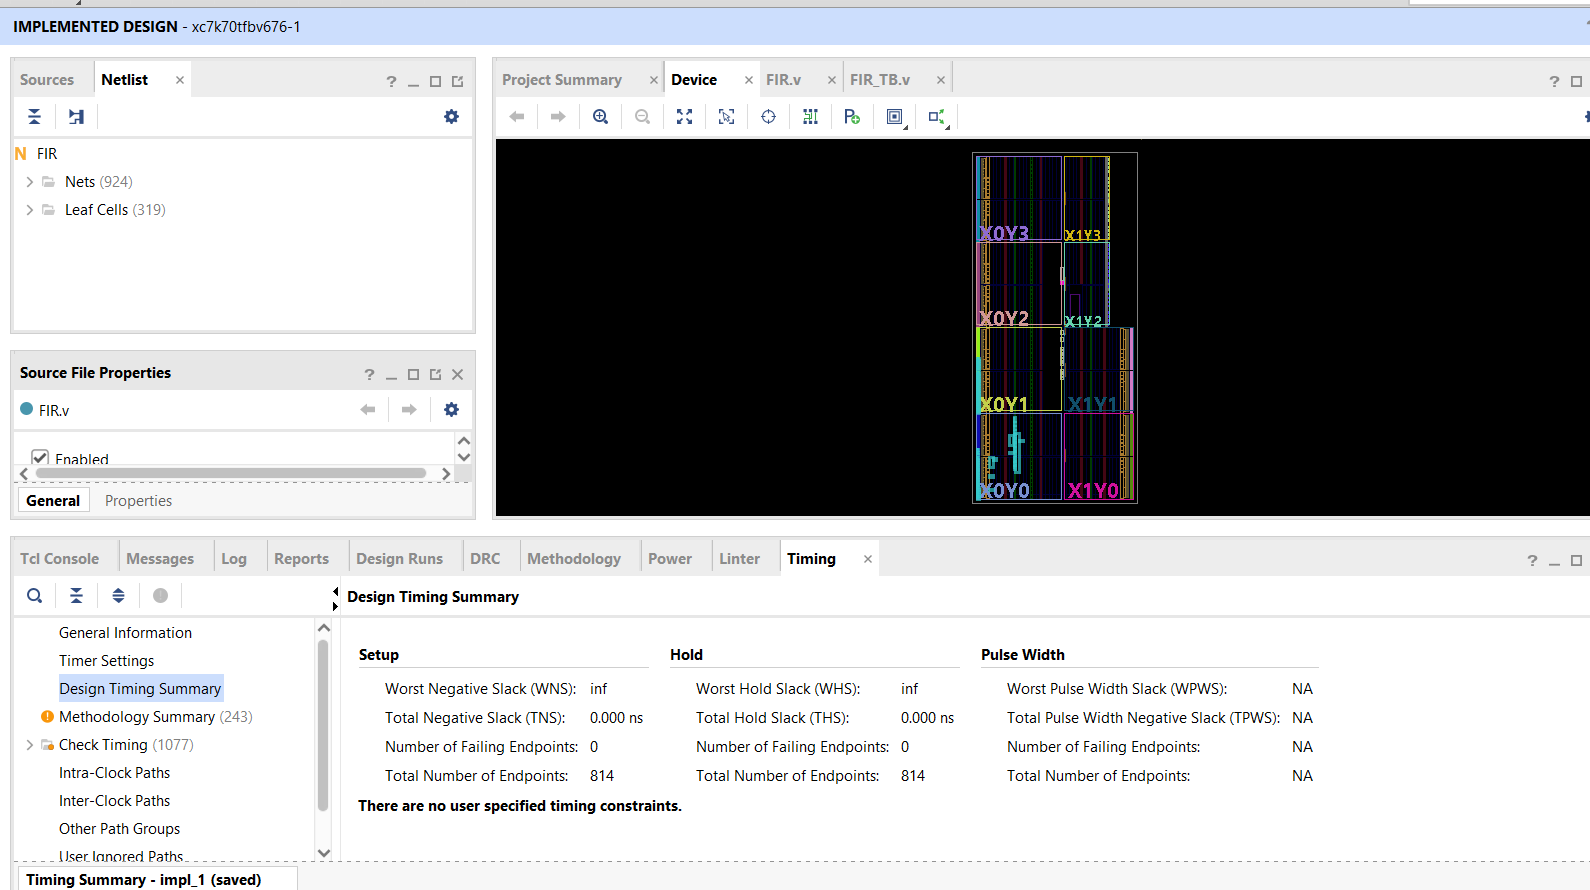 IMPLEMENTED DESIGN - xc7k70tfbv676-1
Sources Netlist
FIR
Nets (924)
Leaf Cells (319)
Source File Properties
FIR.v
Enabled
General Properties
Project Summary Device FIR.v FIR_TB.v
X0Y3 X1Y3
X0Y2 X1Y2
X0Y1 X1Y1
X0Y0 X1Y0
Tcl Console Messages Log Reports Design Runs DRC Methodology Power Linter Timing
General Information
Timer Settings
Design Timing Summary
Methodology Summary (243)
Check Timing (1077)
Intra-Clock Paths
Inter-Clock Paths
Other Path Groups
User Ignored Paths
Timing Summary - impl_1 (saved)
Design Timing Summary
Setup Hold Pulse Width
Worst Negative Slack (WNS): inf Worst Hold Slack (WHS): inf Worst Pulse Width Slack (WPWS): NA
Total Negative Slack (TNS): 0.000 ns Total Hold Slack (THS): 0.000 ns Total Pulse Width Negative Slack (TPWS): NA
Number of Failing Endpoints: 0 Number of Failing Endpoints: 0 Number of Failing Endpoints: NA
Total Number of Endpoints: 814 Total Number of Endpoints: 814 Total Number of Endpoints: NA
There are no user specified timing constraints.